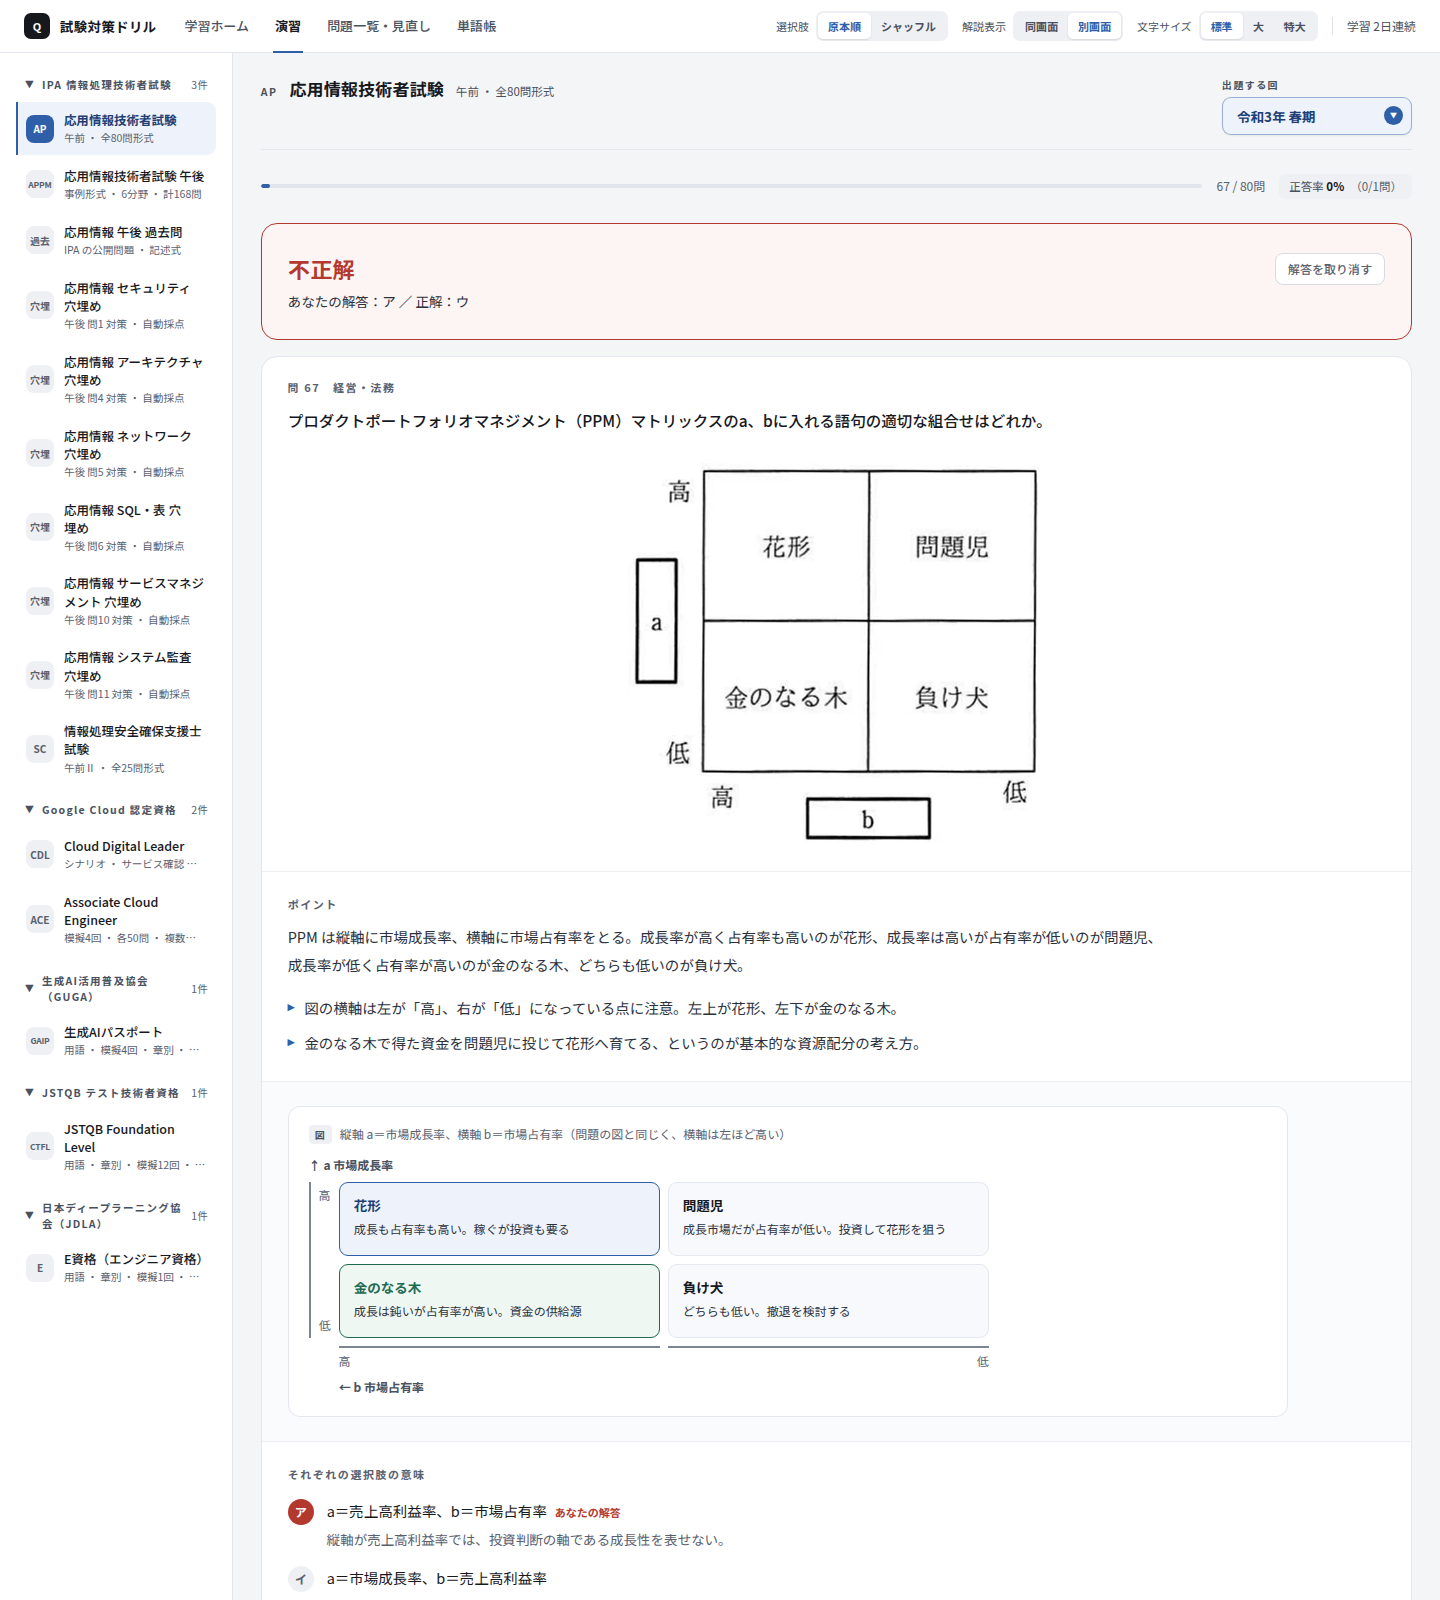 Q 試験対策ドリル 学習ホーム 演習 問題一覧・見直し 単語帳 選択肢 原本順 シャッフル 解説表示 同画面 別画面 文字サイズ 標準 大 特大 学習 2日連続
▼ IPA 情報処理技術者試験 3件
AP 応用情報技術者試験
午前 ・ 全80問形式
APPM 応用情報技術者試験 午後
事例形式 ・ 6分野 ・ 計168問
過去 応用情報 午後 過去問
IPA の公開問題 ・ 記述式
穴埋 応用情報 セキュリティ
穴埋め
午後 問1 対策 ・ 自動採点
穴埋 応用情報 アーキテクチャ
穴埋め
午後 問4 対策 ・ 自動採点
穴埋 応用情報 ネットワーク
穴埋め
午後 問5 対策 ・ 自動採点
穴埋 応用情報 SQL・表 穴
埋め
午後 問6 対策 ・ 自動採点
穴埋 応用情報 サービスマネジ
メント 穴埋め
午後 問10 対策 ・ 自動採点
穴埋 応用情報 システム監査
穴埋め
午後 問11 対策 ・ 自動採点
SC 情報処理安全確保支援士
試験
午前Ⅱ ・ 全25問形式
▼ Google Cloud 認定資格 2件
CDL Cloud Digital Leader
シナリオ ・ サービス確認 …
ACE Associate Cloud
Engineer
模擬4回 ・ 各50問 ・ 複数…
▼ 生成AI活用普及協会
（GUGA） 1件
GAIP 生成AIパスポート
用語 ・ 模擬4回 ・ 章別 ・ …
▼ JSTQB テスト技術者資格 1件
CTFL JSTQB Foundation
Level
用語 ・ 章別 ・ 模擬12回 ・ …
▼ 日本ディープラーニング協
会（JDLA） 1件
E E資格（エンジニア資格）
用語 ・ 章別 ・ 模擬1回 ・ …
AP 応用情報技術者試験 午前 ・ 全80問形式
出題する回
令和3年 春期 ▼
67 / 80問 正答率 0% （0/1問）
不正解
解答を取り消す
あなたの解答：ア ／ 正解：ウ
問 67 経営・法務
プロダクトポートフォリオマネジメント（PPM）マトリックスのa、bに入れる語句の適切な組合せはどれか。
高
花形 問題児
a
金のなる木 負け犬
低
高 低
b
ポイント
PPM は縦軸に市場成長率、横軸に市場占有率をとる。成長率が高く占有率も高いのが花形、成長率は高いが占有率が低いのが問題児、
成長率が低く占有率が高いのが金のなる木、どちらも低いのが負け犬。
▶ 図の横軸は左が「高」、右が「低」になっている点に注意。左上が花形、左下が金のなる木。
▶ 金のなる木で得た資金を問題児に投じて花形へ育てる、というのが基本的な資源配分の考え方。
図 縦軸 a＝市場成長率、横軸 b＝市場占有率（問題の図と同じく、横軸は左ほど高い）
↑ a 市場成長率
高
花形
成長も占有率も高い。稼ぐが投資も要る
問題児
成長市場だが占有率が低い。投資して花形を狙う
金のなる木
成長は鈍いが占有率が高い。資金の供給源
負け犬
どちらも低い。撤退を検討する
低
高 低
← b 市場占有率
それぞれの選択肢の意味
ア a＝売上高利益率、b＝市場占有率 あなたの解答
縦軸が売上高利益率では、投資判断の軸である成長性を表せない。
イ a＝市場成長率、b＝売上高利益率